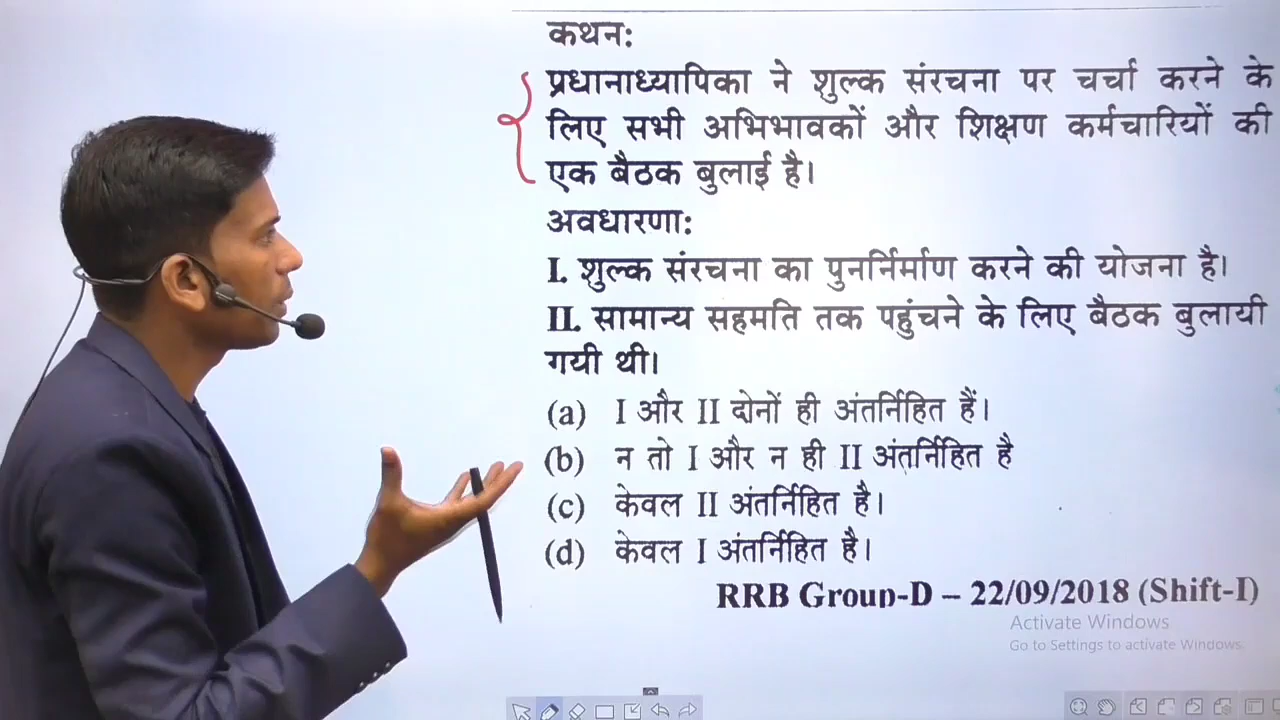 कथन:
प्रधानाध्यापिका ने शुल्क संरचना पर चर्चा करने के
लिए सभी अभिभावकों और शिक्षण कर्मचारियों की
एक बैठक बुलाई है।
अवधारणा:
I. शुल्क संरचना का पुनर्निर्माण करने की योजना है।
II. सामान्य सहमति तक पहुंचने के लिए बैठक बुलायी
गयी थी।
(a) I और II दोनों ही अंतर्निहित हैं।
(b) न तो I और न ही II अंतर्निहित है
(c) केवल II अंतर्निहित है।
(d) केवल I अंतर्निहित है।
RRB Group-D – 22/09/2018 (Shift-I)
Activate Windows
Go to Settings to activate Windows.